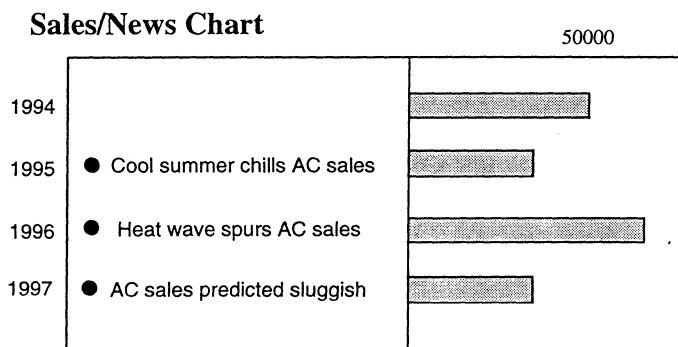 Sales/News Chart
50000
1994
1995 ● Cool summer chills AC sales
1996 ● Heat wave spurs AC sales
1997 ● AC sales predicted sluggish